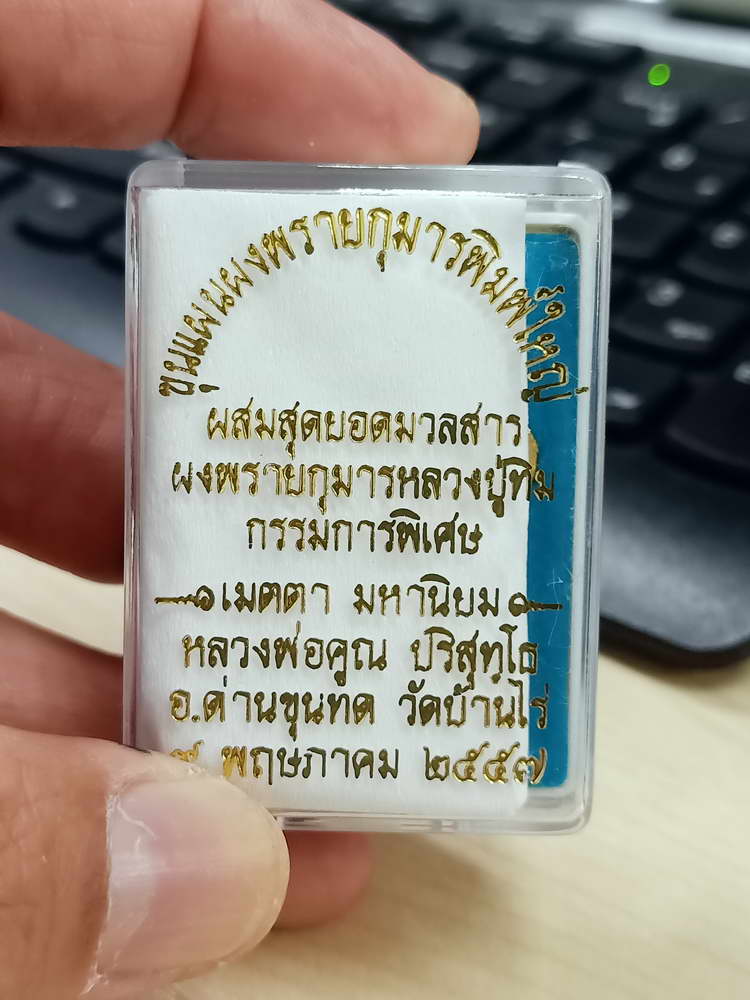 ขุนแผนผงพรายกุมารพิมพ์ใหญ่
ผสมสุดยอดมวลสาร
ผงพรายกุมารหลวงปู่ทิม
กรรมการพิเศษ
เมตตา มหานิยม
หลวงพ่อคูณ ปริสุทฺโธ
อ.ด่านขุนทด วัดบ้านไร่
พฤษภาคม ๒๕๕๗